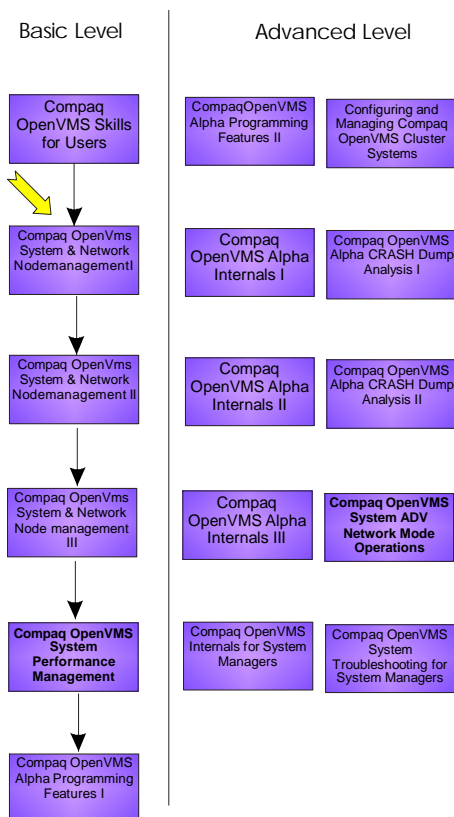 Basic Level
Advanced Level
Compaq
OpenVMS Skills
for Users
CompaqOpenVMS
Alpha Programming
Features II
Configuring and
Managing Compaq
OpenVMS Cluster
Systems
Compaq OpenVms
System & Network
NodemanagementI
Compaq
OpenVMS Alpha
Internals I
Compaq OpenVMS
Alpha CRASH Dump
Analysis I
Compaq OpenVms
System & Network
Nodemanagement II
Compaq
OpenVMS Alpha
Internals II
Compaq OpenVMS
Alpha CRASH Dump
Analysis II
Compaq OpenVms
System & Network
Node management
III
Compaq
OpenVMS Alpha
Internals III
Compaq OpenVMS
System ADV
Network Mode
Operations
Compaq OpenVMS
System
Performance
Management
Compaq OpenVMS
Internals for System
Managers
Compaq OpenVMS
System
Troubleshooting for
System Managers
Compaq OpenVMS
Alpha Programming
Features I